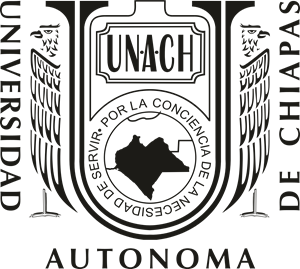 UNIVERSIDAD
AUTONOMA
DE CHIAPAS
UNACH
• POR LA CONCIENCIA DE LA NECESIDAD DE SERVIR